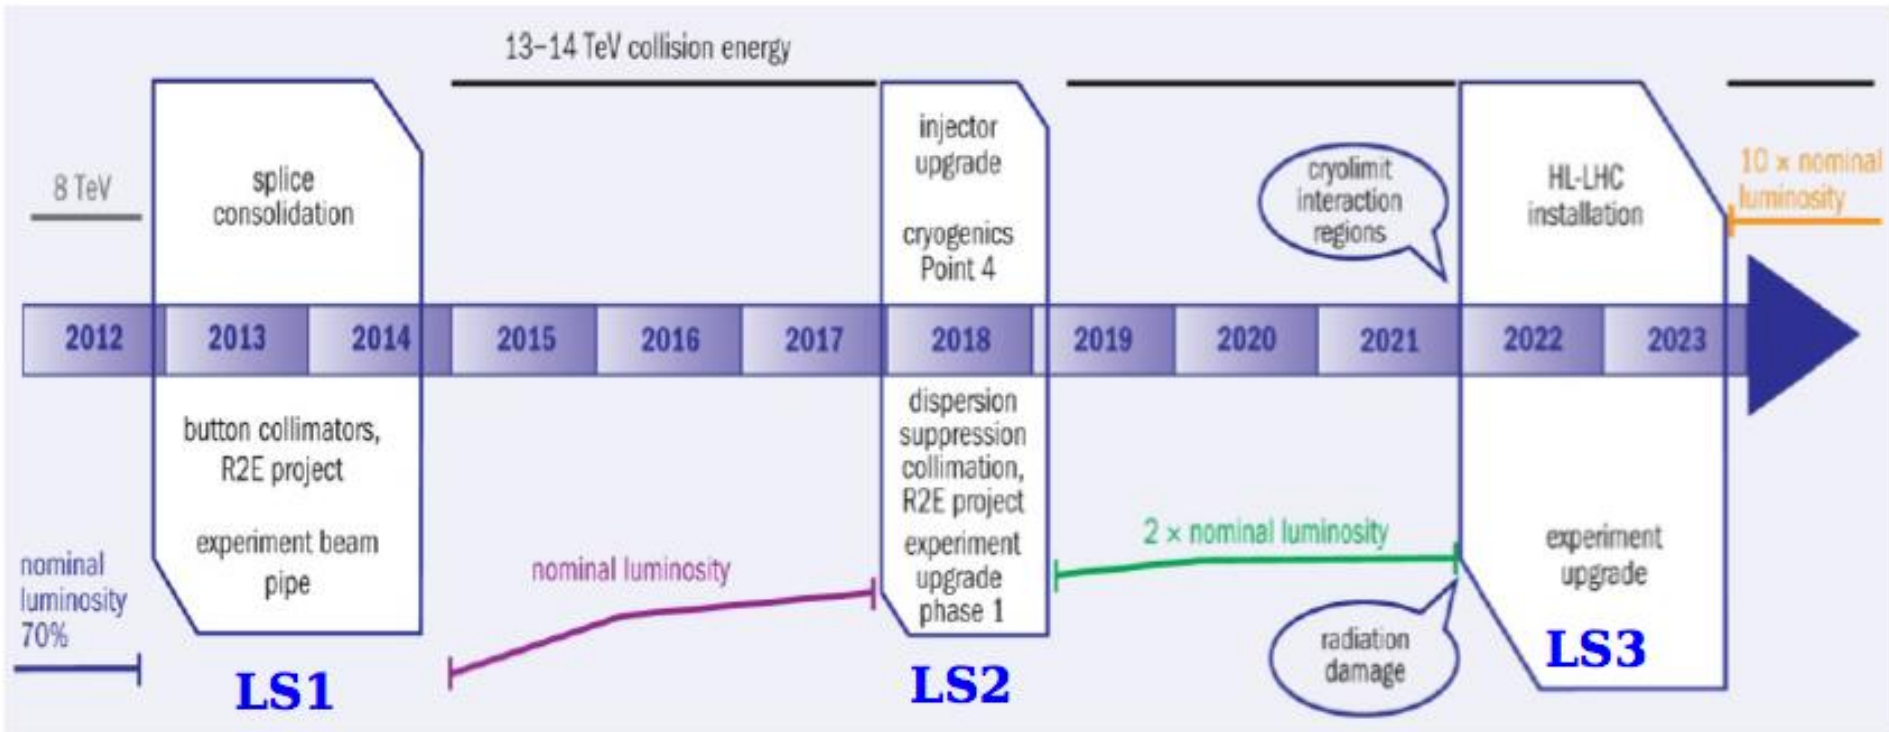 13–14 TeV collision energy
8 TeV
splice
consolidation
injector
upgrade
cryogenics
Point 4
cryolimit
interaction
regions
HL-LHC
installation
10 × nominal
luminosity
2012 2013 2014 2015 2016 2017 2018 2019 2020 2021 2022 2023
button collimators,
R2E project
experiment beam
pipe
nominal
luminosity
70%
nominal luminosity
dispersion
suppression
collimation,
R2E project
experiment
upgrade
phase 1
2 × nominal luminosity
radiation
damage
experiment
upgrade
LS1
LS2
LS3